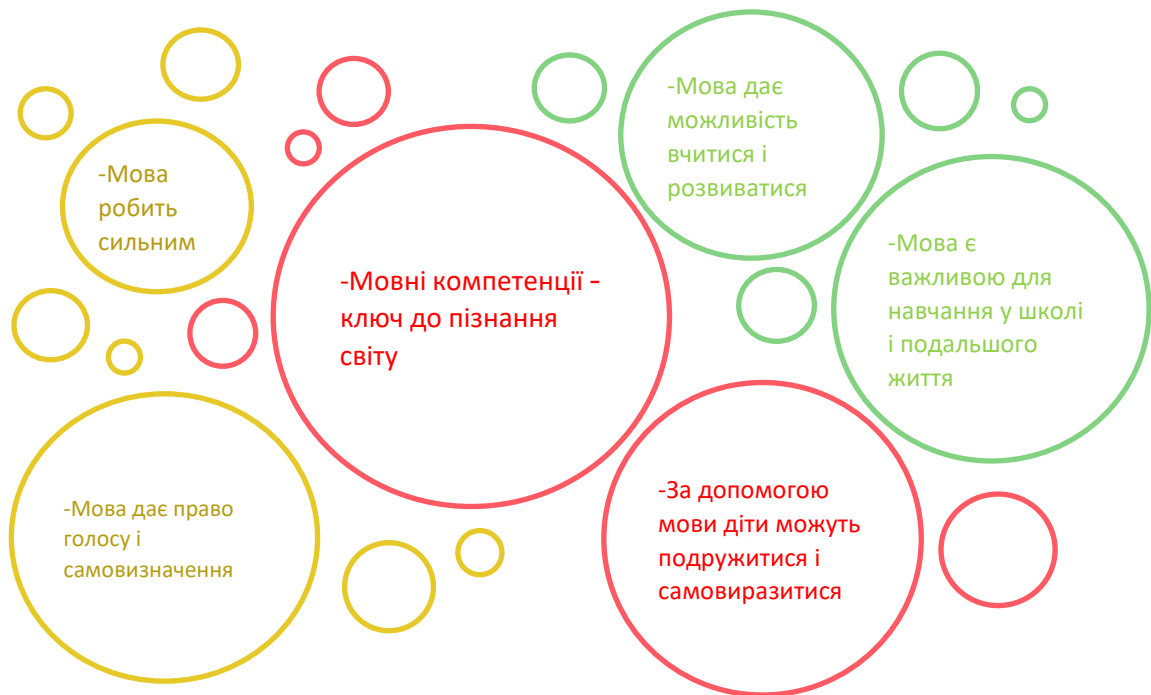 -Мова
робить
сильним
-Мовні компетенції –
ключ до пізнання
світу
-Мова дає
можливість
вчитися і
розвиватися
-Мова є
важливою для
навчання у школі
і подальшого
життя
-Мова дає право
голосу і
самовизначення
-За допомогою
мови діти можуть
подружитися і
самовиразитися